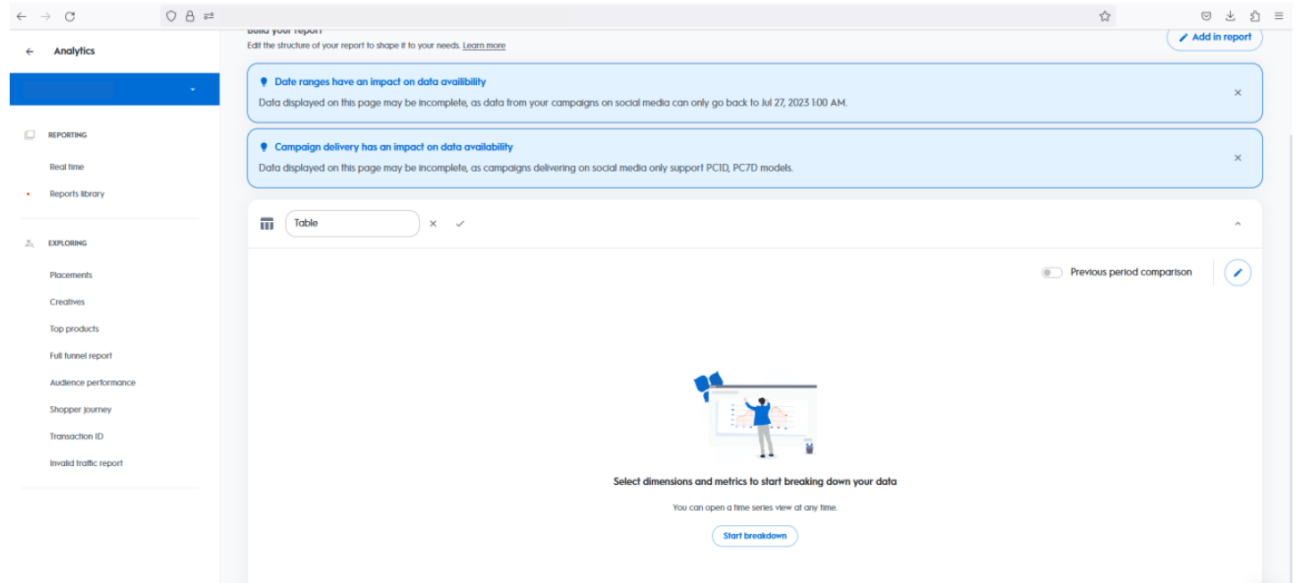 Analytics
REPORTING
Real time
Reports library
EXPLORING
Placements
Creatives
Top products
Full funnel report
Audience performance
Shopper journey
Transaction ID
Invalid traffic report
Build your report
Edit the structure of your report to shape it to your needs. Learn more
Add in report
Date ranges have an impact on data availibility
Data displayed on this page may be incomplete, as data from your campaigns on social media can only go back to Jul 27, 2023 1:00 AM.
Campaign delivery has an impact on data availability
Data displayed on this page may be incomplete, as campaigns delivering on social media only support PC1D, PC7D models.
Table
Previous period comparison
Select dimensions and metrics to start breaking down your data
You can open a time series view at any time.
Start breakdown